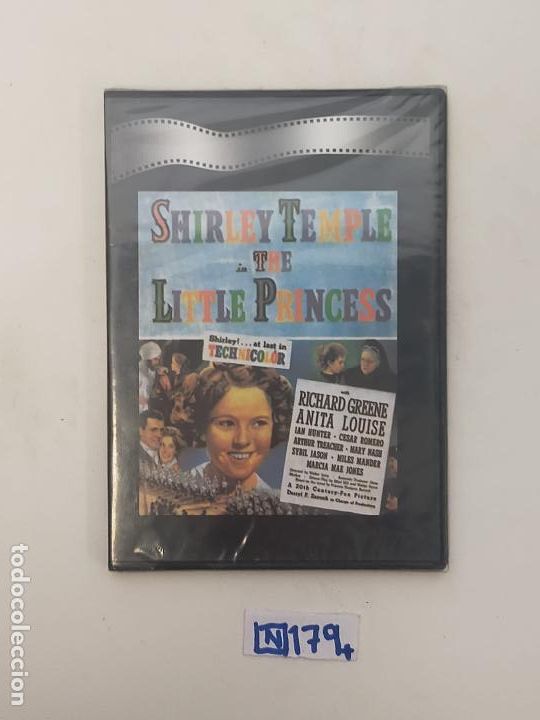 SHIRLEY TEMPLE
in THE
LITTLE PRINCESS
Shirley!...at last in
TECHNICOLOR
with
RICHARD GREENE
ANITA LOUISE
IAN HUNTER · CESAR ROMERO
ARTHUR TREACHER · MARY NASH
SYBIL JASON · MILES MANDER
MARCIA MAE JONES
A 20th Century-Fox Picture
Darryl F. Zanuck in Charge of Production
N 179+
todocoleccion
todocoleccion